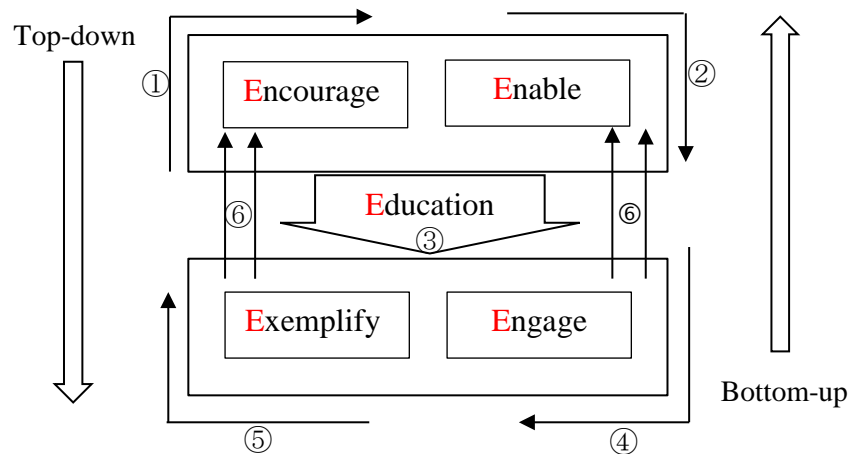 Top-down
①
②
Encourage
Enable
⑥
Education
③
⑥
Exemplify
Engage
Bottom-up
⑤
④